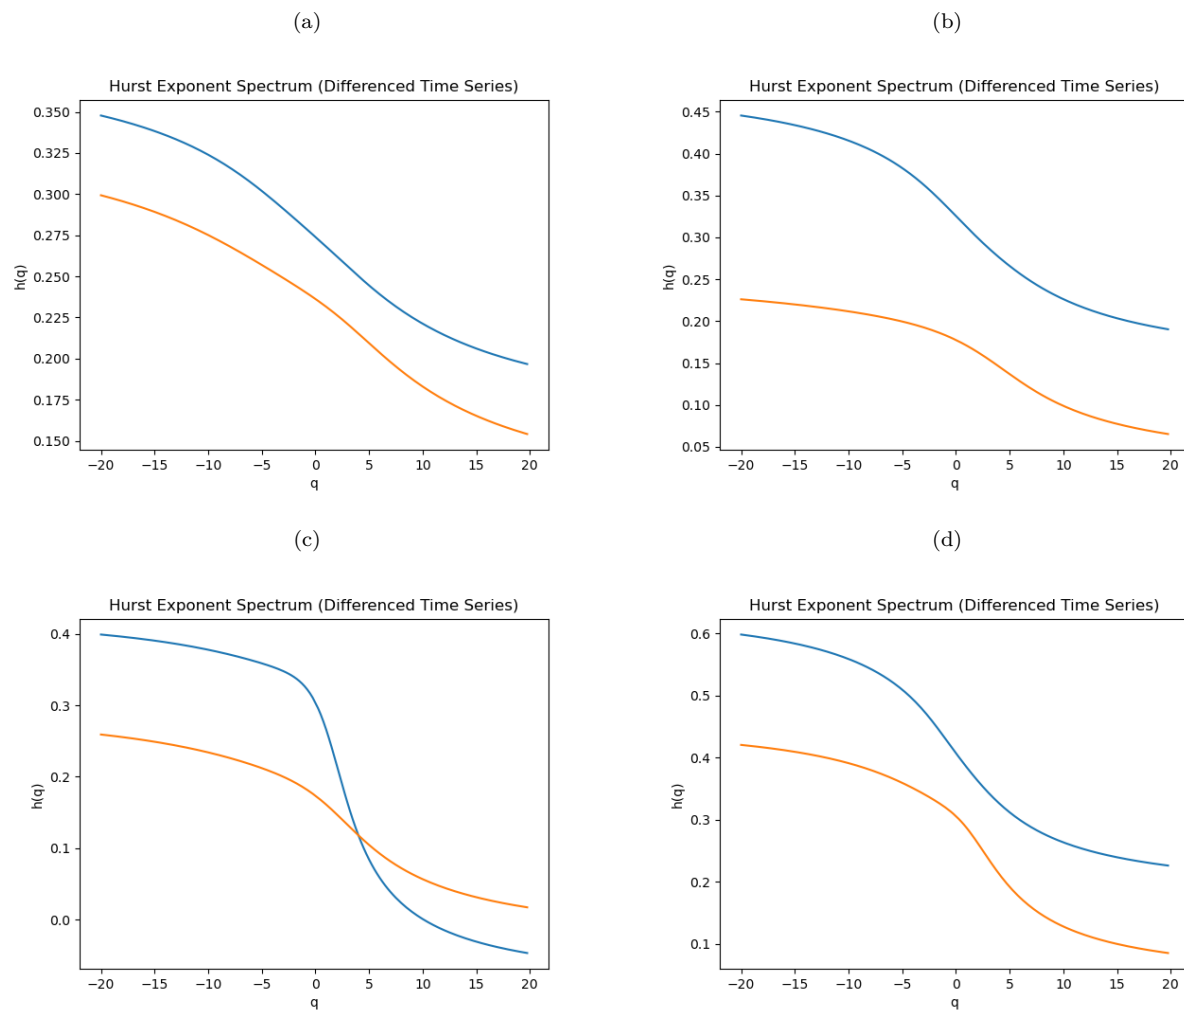 (a)
Hurst Exponent Spectrum (Differenced Time Series)
0.350
0.325
0.300
0.275
0.250
0.225
0.200
0.175
0.150
h(q)
−20 −15 −10 −5 0 5 10 15 20
q
(b)
Hurst Exponent Spectrum (Differenced Time Series)
0.45
0.40
0.35
0.30
0.25
0.20
0.15
0.10
0.05
h(q)
−20 −15 −10 −5 0 5 10 15 20
q
(c)
Hurst Exponent Spectrum (Differenced Time Series)
0.4
0.3
0.2
0.1
0.0
h(q)
−20 −15 −10 −5 0 5 10 15 20
q
(d)
Hurst Exponent Spectrum (Differenced Time Series)
0.6
0.5
0.4
0.3
0.2
0.1
h(q)
−20 −15 −10 −5 0 5 10 15 20
q